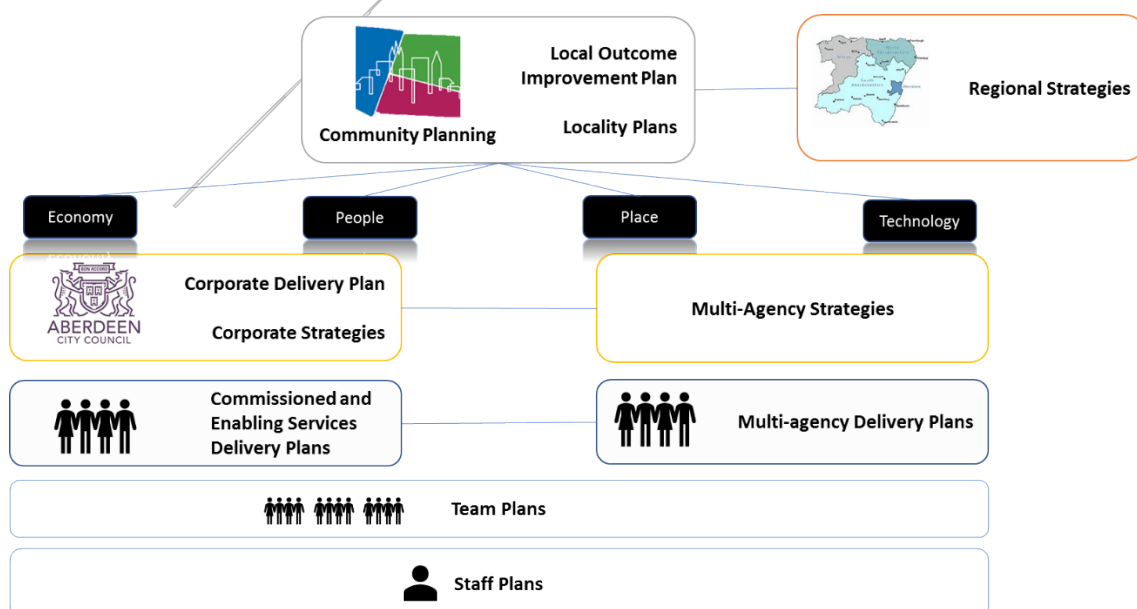 Local Outcome
Improvement Plan
Locality Plans
Community Planning
Regional Strategies
Economy
People
Place
Technology
BON ACCORD
ABERDEEN
CITY COUNCIL
Corporate Delivery Plan
Corporate Strategies
Multi-Agency Strategies
Commissioned and
Enabling Services
Delivery Plans
Multi-agency Delivery Plans
Team Plans
Staff Plans